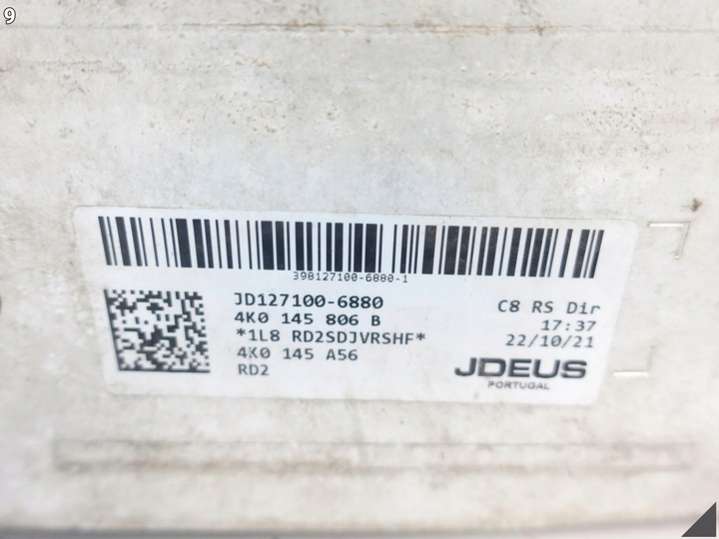 9
398127100-6880-1
JD127100-6880
4K0 145 806 B
*1L8 RD2SDJVRSHF*
4K0 145 A56
RD2
C8 RS Dir
17:37
22/10/21
JDEUS
PORTUGAL